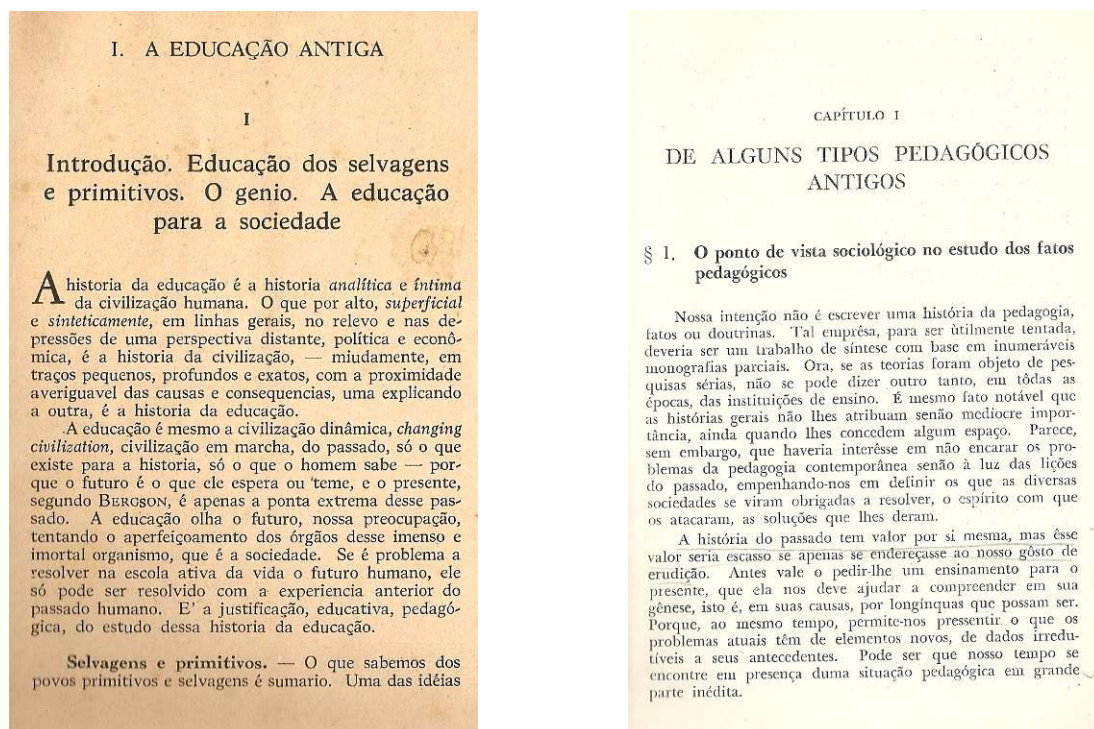 I. A EDUCAÇÃO ANTIGA
I
Introdução. Educação dos selvagens
e primitivos. O genio. A educação
para a sociedade
A historia da educação é a historia analítica e íntima
da civilização humana. O que por alto, superficial
e sinteticamente, em linhas gerais, no relevo e nas de-
pressões de uma perspectiva distante, política e econô-
mica, é a historia da civilização, — miudamente, em
traços pequenos, profundos e exatos, com a proximidade
averiguavel das causas e consequencias, uma explicando
a outra, é a historia da educação.
A educação é mesmo a civilização dinâmica, changing
civilization, civilização em marcha, do passado, só o que
existe para a historia, só o que o homem sabe — por-
que o futuro é o que ele espera ou teme, e o presente,
segundo BERGSON, é apenas a ponta extrema desse pas-
sado. A educação olha o futuro, nossa preocupação,
tentando o aperfeiçoamento dos órgãos desse imenso e
imortal organismo, que é a sociedade. Se é problema a
resolver na escola ativa da vida o futuro humano, ele
só pode ser resolvido com a experiencia anterior do
passado humano. E' a justificação, educativa, pedagó-
gica, do estudo dessa historia da educação.
Selvagens e primitivos. — O que sabemos dos
povos primitivos e selvagens é sumario. Uma das idéias
CAPÍTULO I
DE ALGUNS TIPOS PEDAGÓGICOS
ANTIGOS
§ 1. O ponto de vista sociológico no estudo dos fatos
pedagógicos
Nossa intenção não é escrever uma história da pedagogia,
fatos ou doutrinas. Tal emprêsa, para ser ùtilmente tentada,
deveria ser um trabalho de síntese com base em inumeráveis
monografias parciais. Ora, se as teorias foram objeto de pes-
quisas sérias, não se pode dizer outro tanto, em tôdas as
épocas, das instituições de ensino. É mesmo fato notável que
as histórias gerais não lhes atribuam senão medíocre impor-
tância, ainda quando lhes concedem algum espaço. Parece,
sem embargo, que haveria interêsse em não encarar os pro-
blemas da pedagogia contemporânea senão à luz das lições
do passado, empenhando-nos em definir os que as diversas
sociedades se viram obrigadas a resolver, o espírito com que
os atacaram, as soluções que lhes deram.
A história do passado tem valor por si mesma, mas êsse
valor seria escasso se apenas se endereçasse ao nosso gôsto de
erudição. Antes vale o pedir-lhe um ensinamento para o
presente, que ela nos deve ajudar a compreender em sua
gênese, isto é, em suas causas, por longínquas que possam ser.
Porque, ao mesmo tempo, permite-nos pressentir o que os
problemas atuais têm de elementos novos, de dados irredu-
tíveis a seus antecedentes. Pode ser que nosso tempo se
encontre em presença duma situação pedagógica em grande
parte inédita.